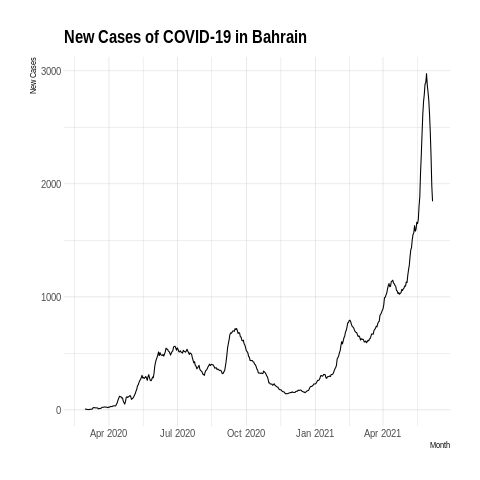 New Cases of COVID-19 in Bahrain
New Cases
3000
2000
1000
0
Apr 2020
Jul 2020
Oct 2020
Jan 2021
Apr 2021
Month